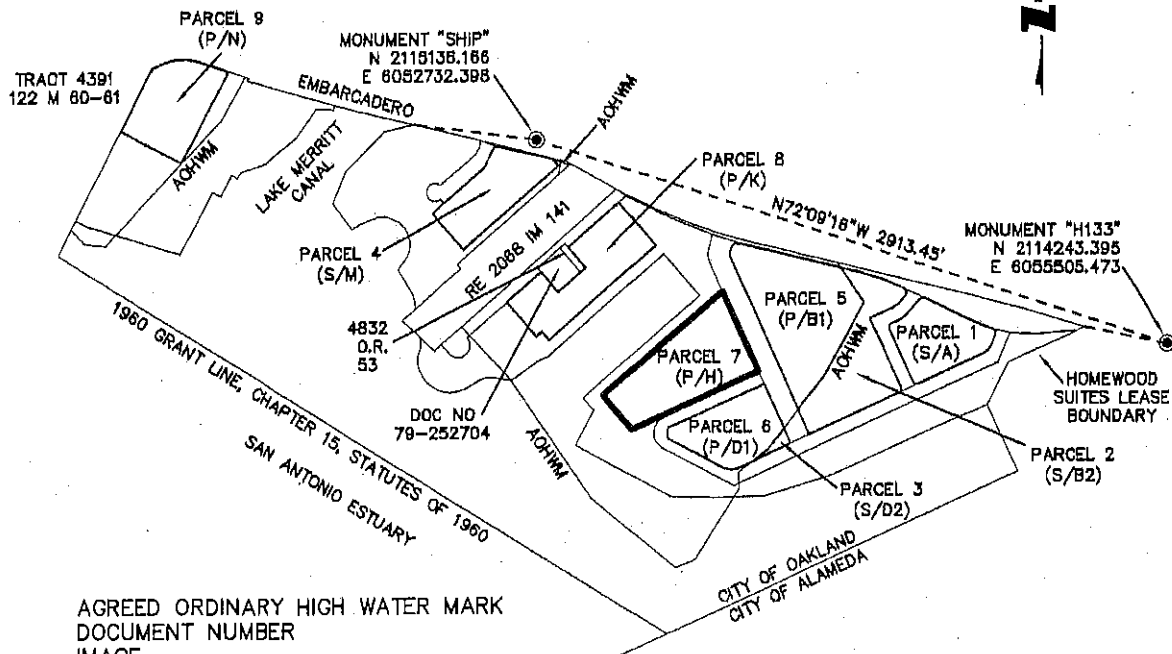 PARCEL 9
(P/N)
TRACT 4391
122 M 60-61
MONUMENT "SHIP"
N 2115136.166
E 6052732.398
EMBARCADERO
AOHWM
AOHWM
LAKE MERRITT
CANAL
PARCEL 8
(P/K)
N72°09'16"W 2913.45'
MONUMENT "H133"
N 2114243.395
E 6055505.473
PARCEL 4
(S/M)
RE 2066 IM 141
PARCEL 5
(P/B1)
PARCEL 1
(S/A)
AOHWM
4832
O.R.
53
PARCEL 7
(P/H)
HOMEWOOD
SUITES LEASE
BOUNDARY
1960 GRANT LINE, CHAPTER 15, STATUTES OF 1960
DOC NO
79-252704
AOHWM
PARCEL 6
(P/D1)
PARCEL 2
(S/B2)
SAN ANTONIO ESTUARY
PARCEL 3
(S/D2)
CITY OF OAKLAND
CITY OF ALAMEDA
AGREED ORDINARY HIGH WATER MARK
DOCUMENT NUMBER
IMAGE